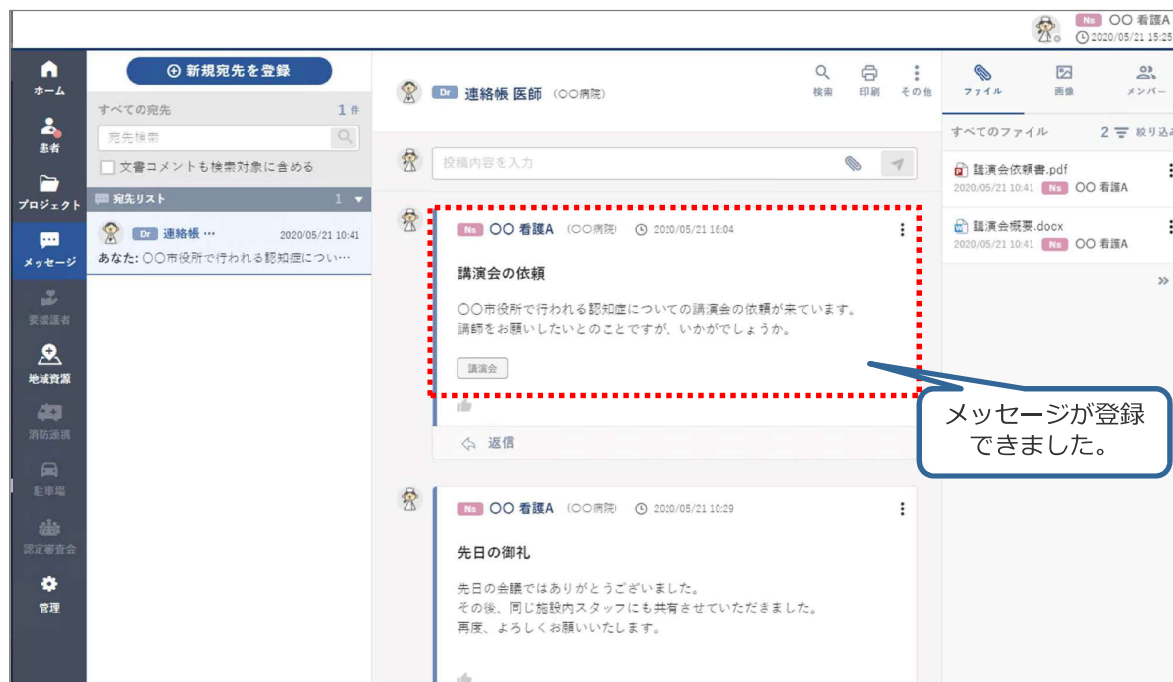 Ns 〇〇 看護A
2020/05/21 15:25
ホーム
患者
プロジェクト
メッセージ
要援護者
地域資源
消防連携
駐車場
認定審査会
管理
新規宛先を登録
すべての宛先 1 件
宛先検索
文書コメントも検索対象に含める
宛先リスト 1
Dr 連絡帳 … 2020/05/21 10:41
あなた: 〇〇市役所で行われる認知症につい…
Dr 連絡帳 医師 (〇〇病院)
検索 印刷 その他
投稿内容を入力
Ns 〇〇 看護A (〇〇病院) 2020/05/21 16:04
講演会の依頼
〇〇市役所で行われる認知症についての講演会の依頼が来ています。
講師をお願いしたいとのことですが、いかがでしょうか。
講演会
返信
メッセージが登録
できました。
Ns 〇〇 看護A (〇〇病院) 2020/05/21 10:29
先日の御礼
先日の会議ではありがとうございました。
その後、同じ施設内スタッフにも共有させていただきました。
再度、よろしくお願いいたします。
ファイル 画像 メンバー
すべてのファイル 2 絞り込み
講演会依頼書.pdf
2020/05/21 10:41 Ns 〇〇 看護A
講演会概要.docx
2020/05/21 10:41 Ns 〇〇 看護A